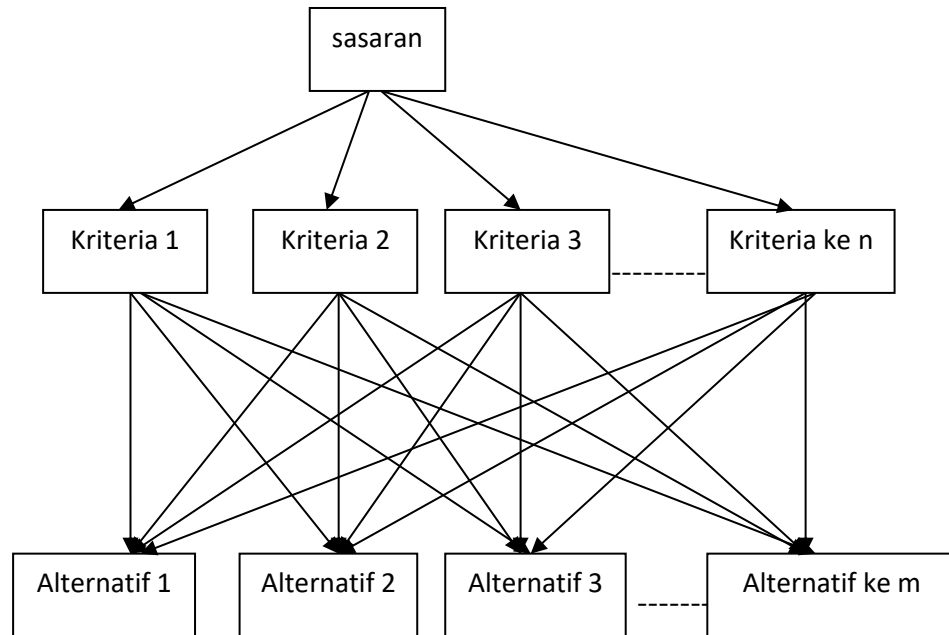 sasaran
Kriteria 1
Kriteria 2
Kriteria 3
Kriteria ke n
Alternatif 1
Alternatif 2
Alternatif 3
Alternatif ke m